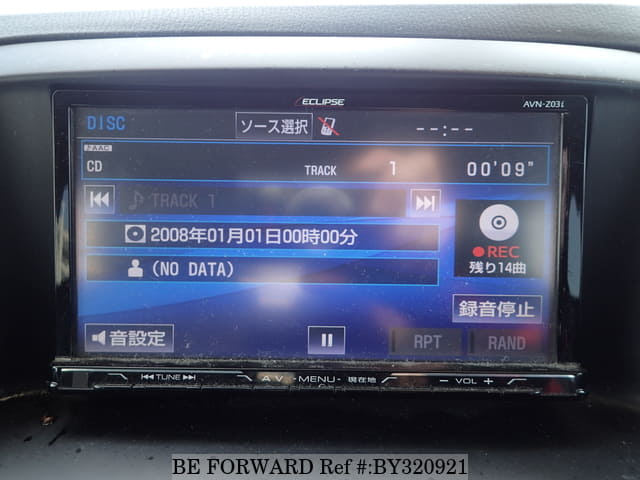 ECLIPSE
AVN-Z03i
DISC
ソース選択
--:--
♪AAC
CD
TRACK 1 00'09"
TRACK 1
2008年01月01日00時00分
(NO DATA)
REC
残り14曲
録音停止
音設定
RPT
RAND
TUNE
AV
-MENU-
現在地
- VOL +
BE FORWARD Ref #:BY320921